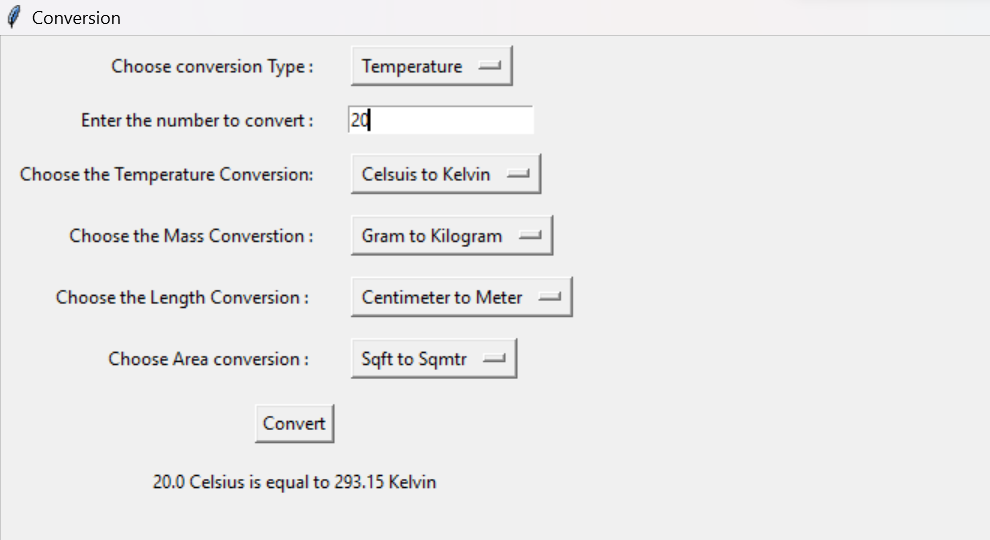 Conversion
Choose conversion Type : Temperature
Enter the number to convert : 20
Choose the Temperature Conversion: Celsuis to Kelvin
Choose the Mass Converstion : Gram to Kilogram
Choose the Length Conversion : Centimeter to Meter
Choose Area conversion : Sqft to Sqmtr
Convert
20.0 Celsius is equal to 293.15 Kelvin